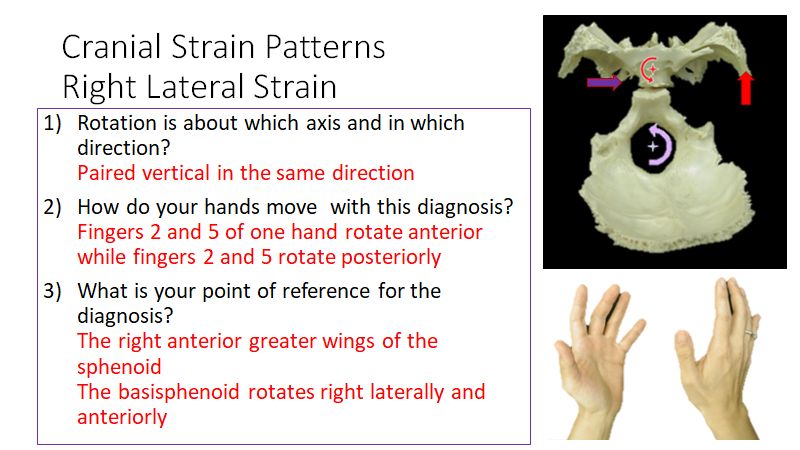 Cranial Strain Patterns
Right Lateral Strain
1) Rotation is about which axis and in which
direction?
Paired vertical in the same direction
2) How do your hands move with this diagnosis?
Fingers 2 and 5 of one hand rotate anterior
while fingers 2 and 5 rotate posteriorly
3) What is your point of reference for the
diagnosis?
The right anterior greater wings of the
sphenoid
The basisphenoid rotates right laterally and
anteriorly